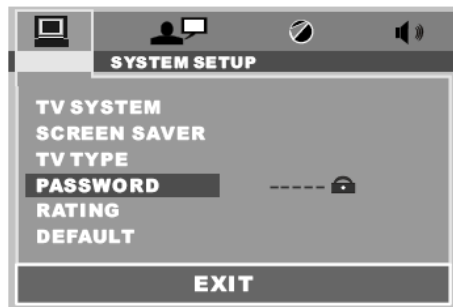 SYSTEM SETUP
TV SYSTEM
SCREEN SAVER
TV TYPE
PASSWORD -----
RATING
DEFAULT
EXIT